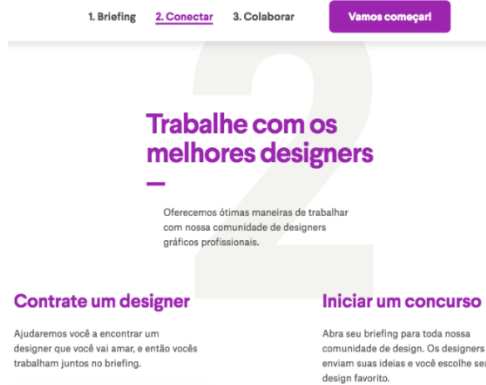 1. Briefing 2. Conectar 3. Colaborar Vamos começar!
2
Trabalhe com os
melhores designers
Oferecemos ótimas maneiras de trabalhar
com nossa comunidade de designers
gráficos profissionais.
Contrate um designer
Ajudaremos você a encontrar um
designer que você vai amar, e então vocês
trabalham juntos no briefing.
Iniciar um concurso
Abra seu briefing para toda nossa
comunidade de design. Os designers
enviam suas ideias e você escolhe
design favorito.